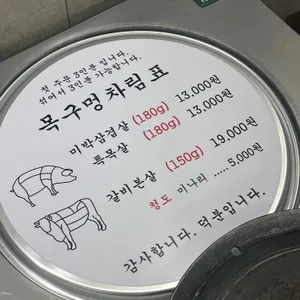 첫 주문 3인분 입니다.
섞어서 3인분 가능합니다.
목구멍차림표
미박삼겹살 (180g) 13,000원
특목살 (180g) 13,000원
갈비본살 (150g) 19,000원
청도 미나리 ..... 5,000원
감사합니다. 덕분입니다.